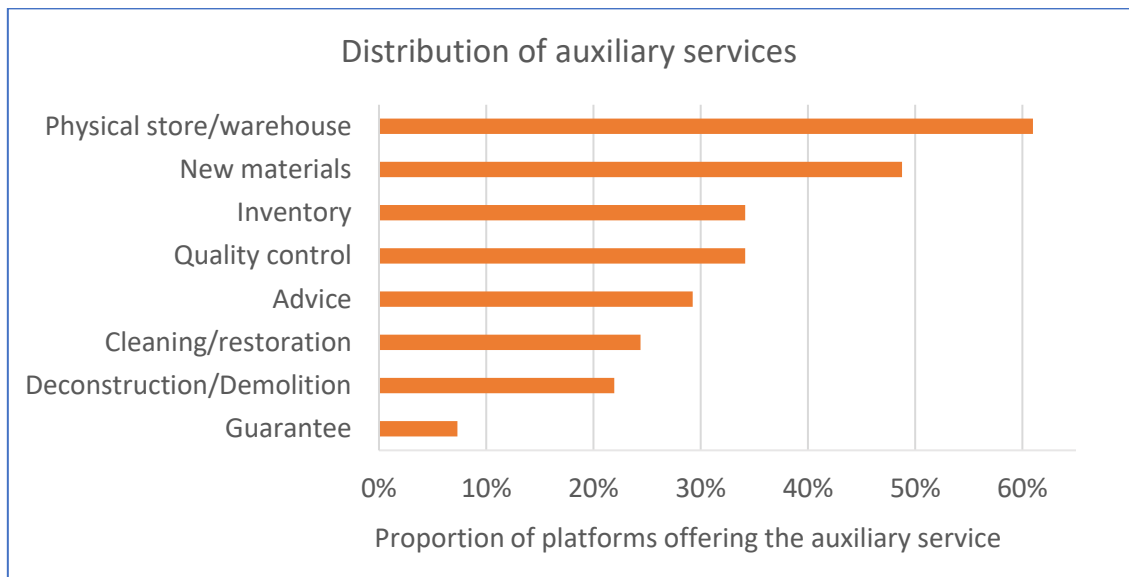 Distribution of auxiliary services
Physical store/warehouse
New materials
Inventory
Quality control
Advice
Cleaning/restoration
Deconstruction/Demolition
Guarantee
0% 10% 20% 30% 40% 50% 60%
Proportion of platforms offering the auxiliary service